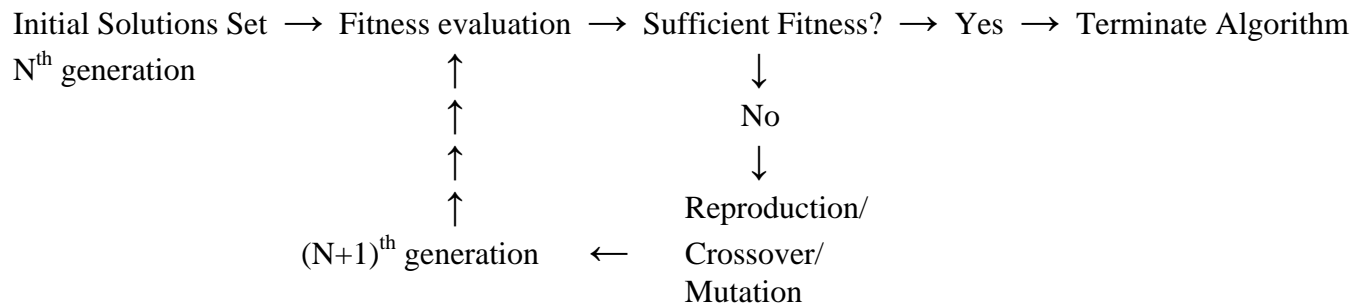 Initial Solutions Set → Fitness evaluation → Sufficient Fitness? → Yes → Terminate Algorithm
Nth generation ↑ ↓
↑ No
↑ ↓
↑ Reproduction/
(N+1)th generation ← Crossover/
Mutation